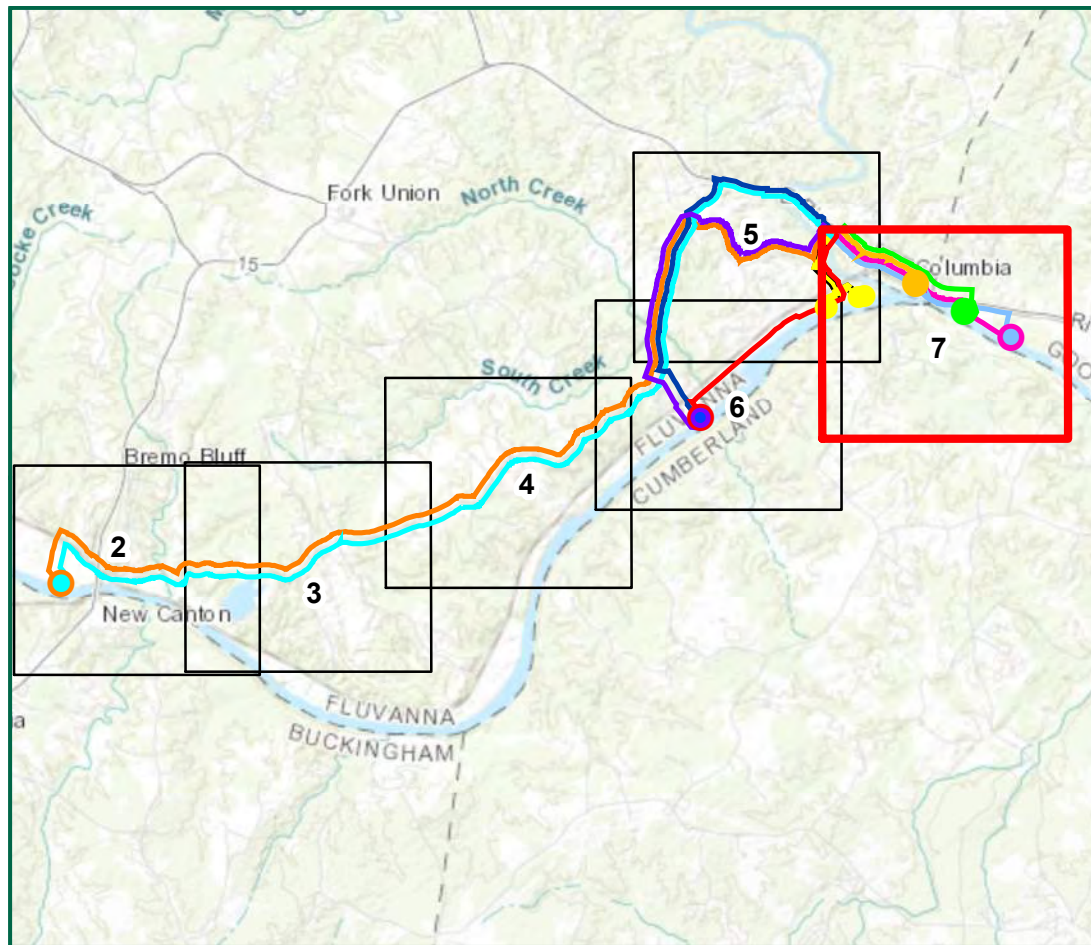 Fork Union
North Creek
Creek
15
5
Columbia
7
South Creek
FLUVANNA
CUMBERLAND
6
4
Bremo Bluff
2
3
New Canton
FLUVANNA
BUCKINGHAM
a